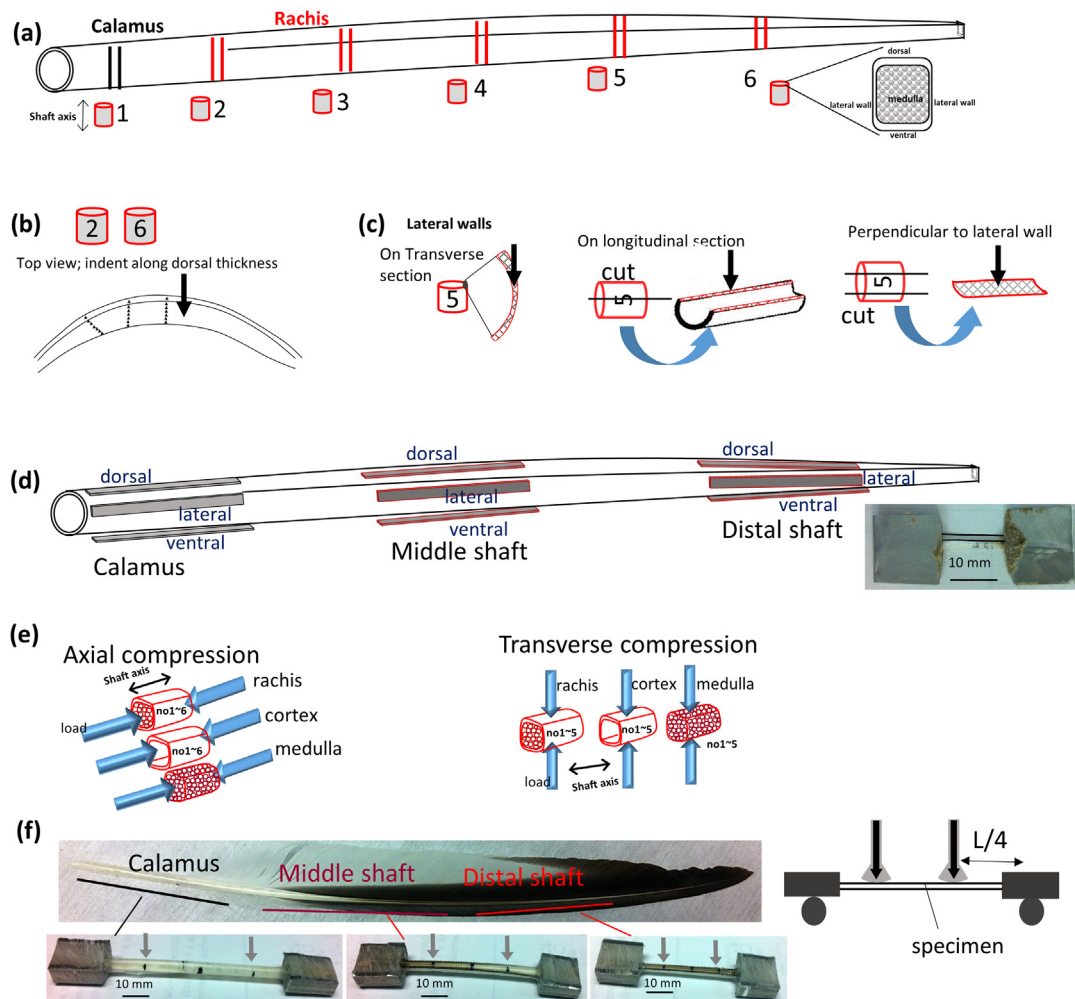 (a)
Calamus
Rachis
Shaft axis
1
2
3
4
5
6
dorsal
lateral wall
medulla
lateral wall
ventral
(b)
2
6
Top view; indent along dorsal thickness
(c)
Lateral walls
On Transverse
section
5
On longitudinal section
cut
5
Perpendicular to lateral wall
5
cut
(d)
dorsal
lateral
ventral
Calamus
dorsal
lateral
ventral
Middle shaft
dorsal
lateral
ventral
Distal shaft
10 mm
(e)
Axial compression
Shaft axis
rachis
no1~6
load
cortex
no1~6
medulla
Transverse compression
rachis
cortex
medulla
no1~5
no1~5
no1~5
load
Shaft axis
(f)
Calamus
Middle shaft
Distal shaft
10 mm
10 mm
10 mm
L/4
specimen